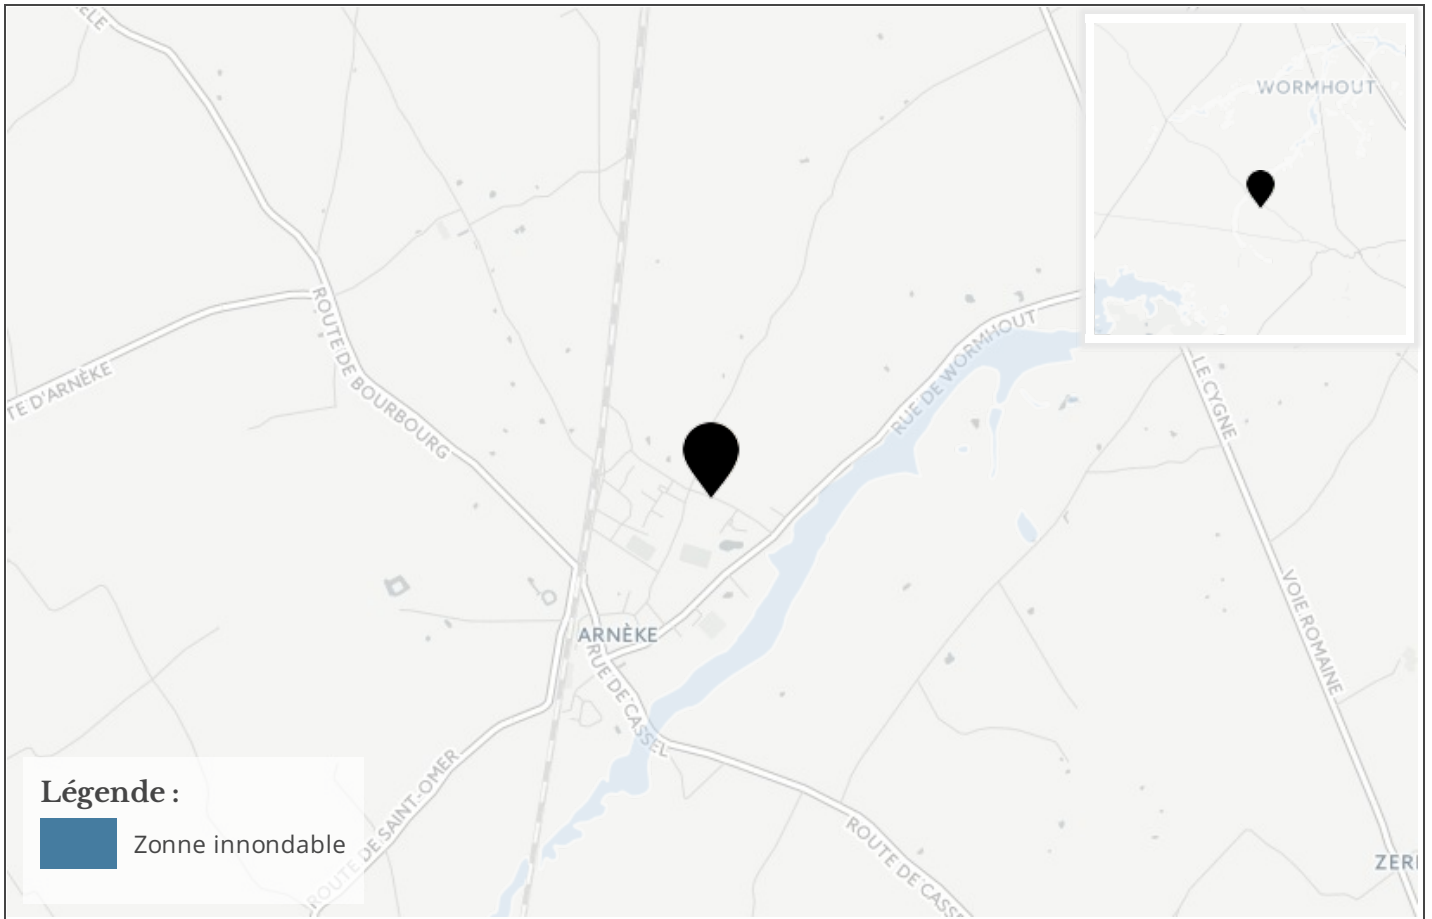 WORMHOUT
ROUTE DE BOURBOURG
TE D'ARNÈKE
RUE DE WORMHOUT
LE CYGNE
VOIE ROMAINE
ARNÈKE
RUE DE CASSEL
ROUTE DE SAINT-OMER
ROUTE DE CASSE
ZER
Légende :
Zonne innondable